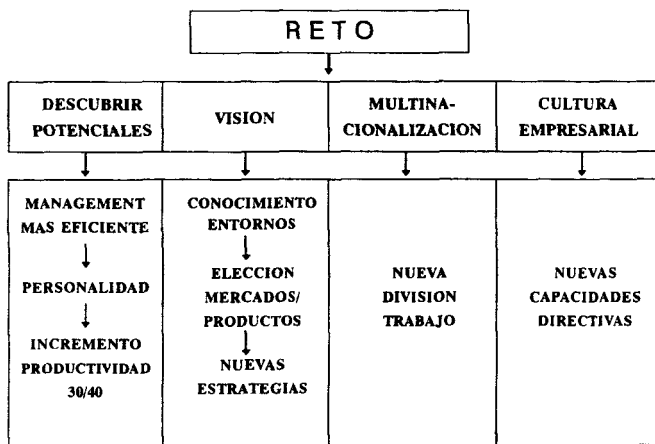 RETO
DESCUBRIR
POTENCIALES
VISION
MULTINA-
CIONALIZACION
CULTURA
EMPRESARIAL
MANAGEMENT
MAS EFICIENTE
PERSONALIDAD
INCREMENTO
PRODUCTIVIDAD
30/40
CONOCIMIENTO
ENTORNOS
ELECCION
MERCADOS/
PRODUCTOS
NUEVAS
ESTRATEGIAS
NUEVA
DIVISION
TRABAJO
NUEVAS
CAPACIDADES
DIRECTIVAS